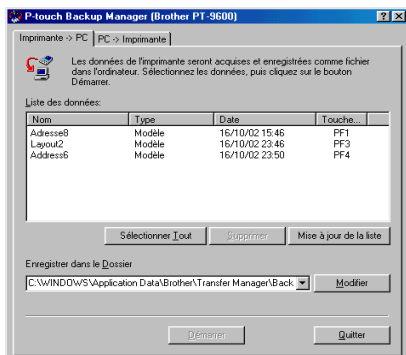 P-touch Backup Manager (Brother PT-9600)
Imprimante -> PC PC -> Imprimante
Les données de l'imprimante seront acquises et enregistrées comme fichier
dans l'ordinateur. Sélectionnez les données, puis cliquez sur le bouton
Démarrer.
Liste des données:
Nom Type Date Touche...
Adresse8 Modèle 16/10/02 15:46 PF1
Layout2 Modèle 16/10/02 23:46 PF3
Address6 Modèle 16/10/02 23:50 PF4
Sélectionner Tout Supprimer Mise à jour de la liste
Enregistrer dans le Dossier
C:\WINDOWS\Application Data\Brother\Transfer Manager\Back Modifier
Démarrer Quitter